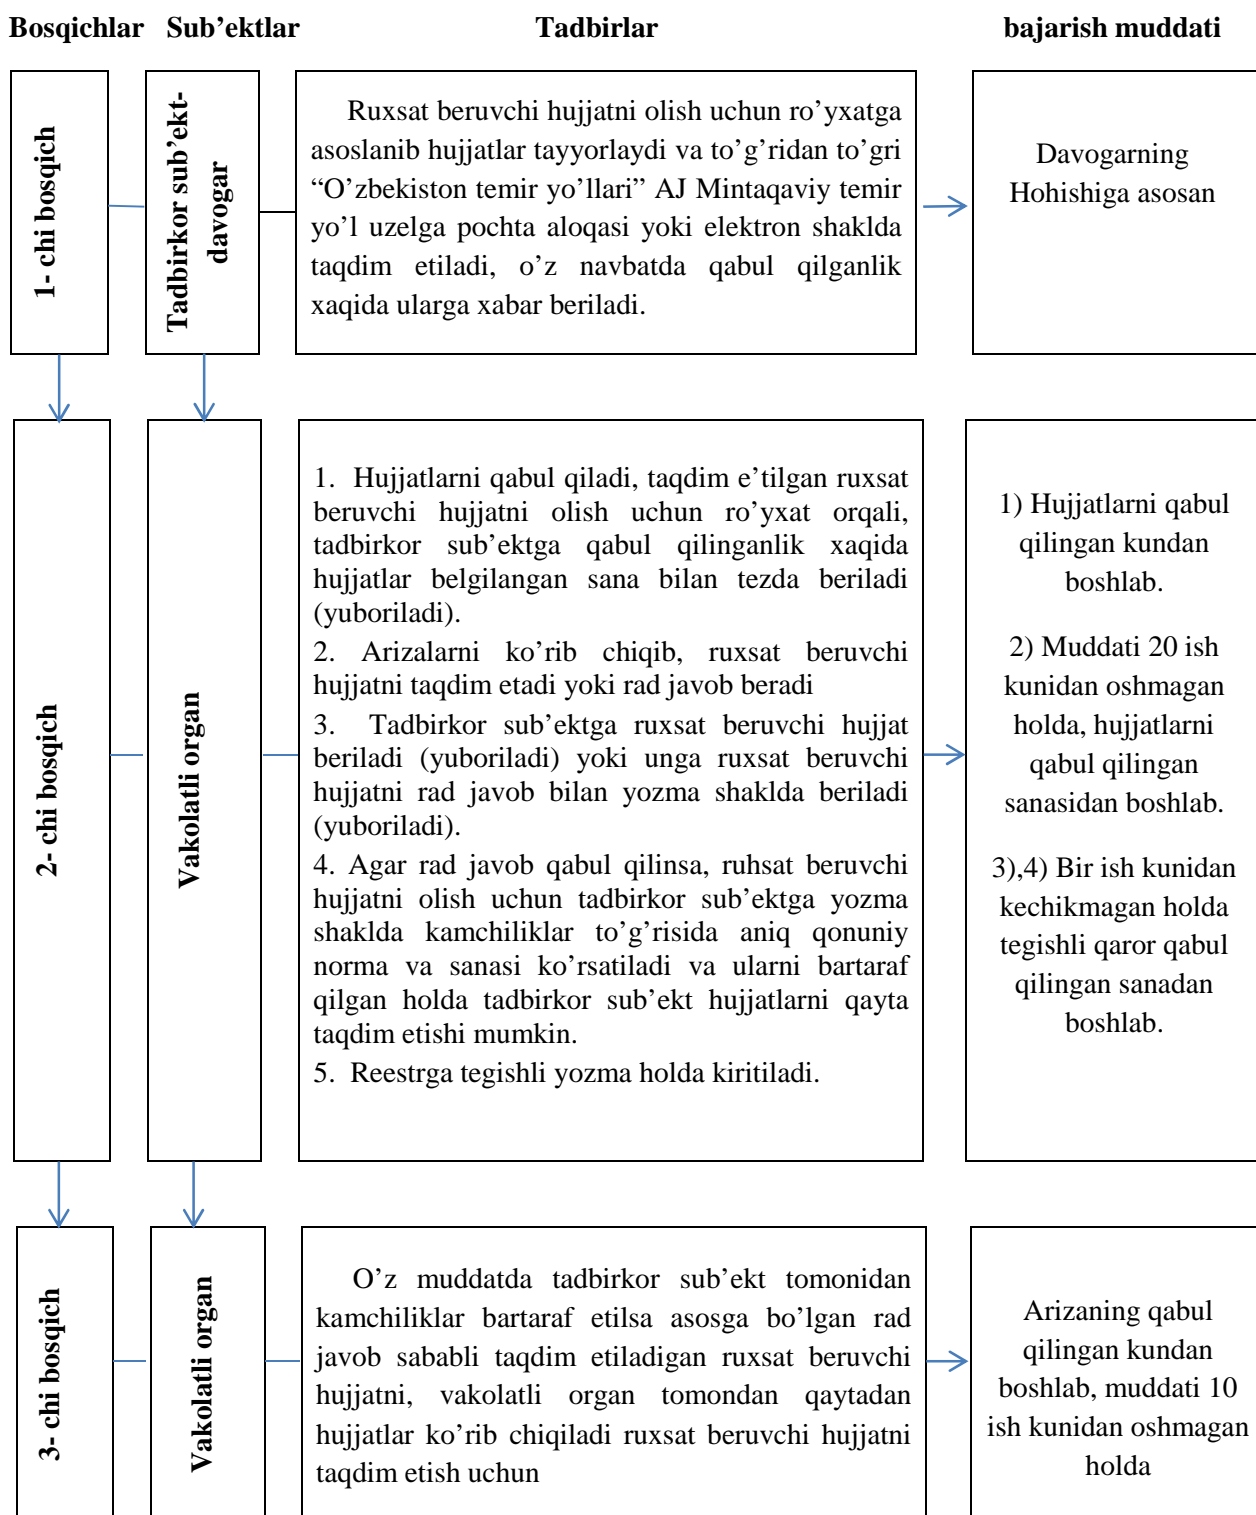 Bosqichlar Sub’ektlar Tadbirlar bajarish muddati
1- chi bosqich
Tadbirkor sub’ekt-
davogar
Ruxsat beruvchi hujjatni olish uchun ro’yxatga
asoslanib hujjatlar tayyorlaydi va to’g’ridan to’gri
“O’zbekiston temir yo’llari” AJ Mintaqaviy temir
yo’l uzelga pochta aloqasi yoki elektron shaklda
taqdim etiladi, o’z navbatda qabul qilganlik
xaqida ularga xabar beriladi.
Davogarning
Hohishiga asosan
2- chi bosqich
Vakolatli organ
1. Hujjatlarni qabul qiladi, taqdim e’tilgan ruxsat
beruvchi hujjatni olish uchun ro’yxat orqali,
tadbirkor sub’ektga qabul qilinganlik xaqida
hujjatlar belgilangan sana bilan tezda beriladi
(yuboriladi).
2. Arizalarni ko’rib chiqib, ruxsat beruvchi
hujjatni taqdim etadi yoki rad javob beradi
3. Tadbirkor sub’ektga ruxsat beruvchi hujjat
beriladi (yuboriladi) yoki unga ruxsat beruvchi
hujjatni rad javob bilan yozma shaklda beriladi
(yuboriladi).
4. Agar rad javob qabul qilinsa, ruhsat beruvchi
hujjatni olish uchun tadbirkor sub’ektga yozma
shaklda kamchiliklar to’g’risida aniq qonuniy
norma va sanasi ko’rsatiladi va ularni bartaraf
qilgan holda tadbirkor sub’ekt hujjatlarni qayta
taqdim etishi mumkin.
5. Reestrga tegishli yozma holda kiritiladi.
1) Hujjatlarni qabul
qilingan kundan
boshlab.
2) Muddati 20 ish
kunidan oshmagan
holda, hujjatlarni
qabul qilingan
sanasidan boshlab.
3),4) Bir ish kunidan
kechikmagan holda
tegishli qaror qabul
qilingan sanadan
boshlab.
3- chi bosqich
Vakolatli organ
O’z muddatda tadbirkor sub’ekt tomonidan
kamchiliklar bartaraf etilsa asosga bo’lgan rad
javob sababli taqdim etiladigan ruxsat beruvchi
hujjatni, vakolatli organ tomondan qaytadan
hujjatlar ko’rib chiqiladi ruxsat beruvchi hujjatni
taqdim etish uchun
Arizaning qabul
qilingan kundan
boshlab, muddati 10
ish kunidan oshmagan
holda